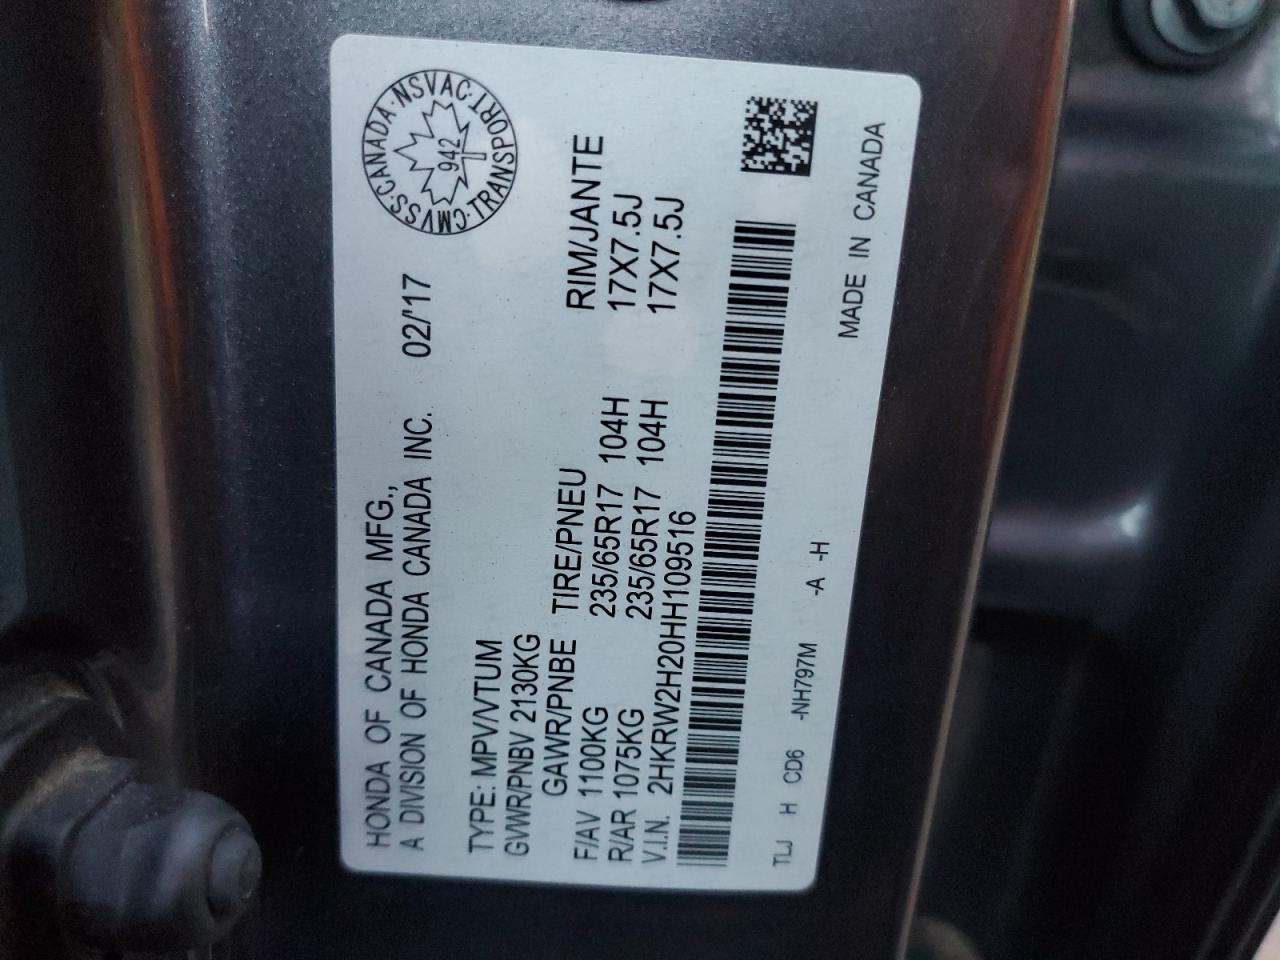 HONDA OF CANADA MFG.,
A DIVISION OF HONDA CANADA INC. 02/'17
CMVSS·CANADA·NSVAC·TRANSPORT·
942
TYPE: MPV/VTUM
GVWR/PNBV 2130KG
GAWR/PNBE TIRE/PNEU RIM/JANTE
F/AV 1100KG 235/65R17 104H 17X7.5J
R/AR 1075KG 235/65R17 104H 17X7.5J
V.I.N. 2HKRW2H20HH109516
TLJ H CD6 -NH797M -A -H
MADE IN CANADA